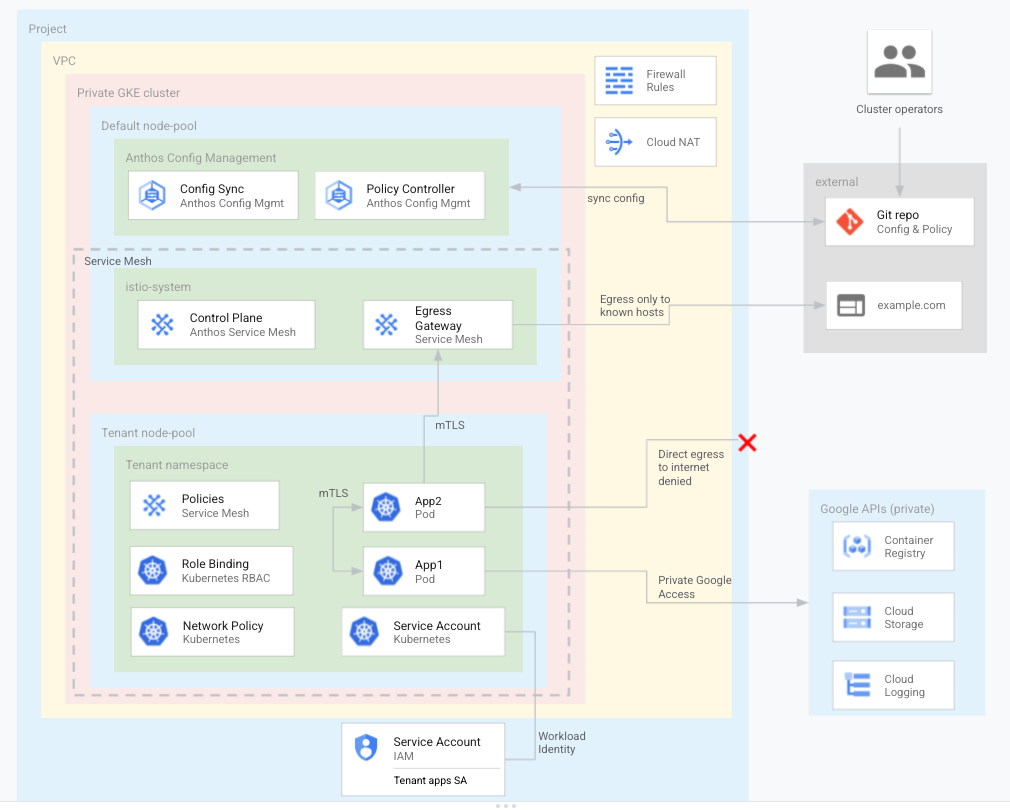 Project
VPC
Private GKE cluster
Default node-pool
Anthos Config Management
Config Sync
Anthos Config Mgmt
Policy Controller
Anthos Config Mgmt
Firewall
Rules
Cloud NAT
Cluster operators
external
sync config
Git repo
Config & Policy
example.com
Service Mesh
istio-system
Control Plane
Anthos Service Mesh
Egress
Gateway
Service Mesh
Egress only to
known hosts
mTLS
Tenant node-pool
Tenant namespace
Policies
Service Mesh
mTLS
App2
Pod
Direct egress
to internet
denied
Role Binding
Kubernetes RBAC
App1
Pod
Private Google
Access
Network Policy
Kubernetes
Service Account
Kubernetes
Google APIs (private)
Container
Registry
Cloud
Storage
Cloud
Logging
Service Account
IAM
Tenant apps SA
Workload
Identity